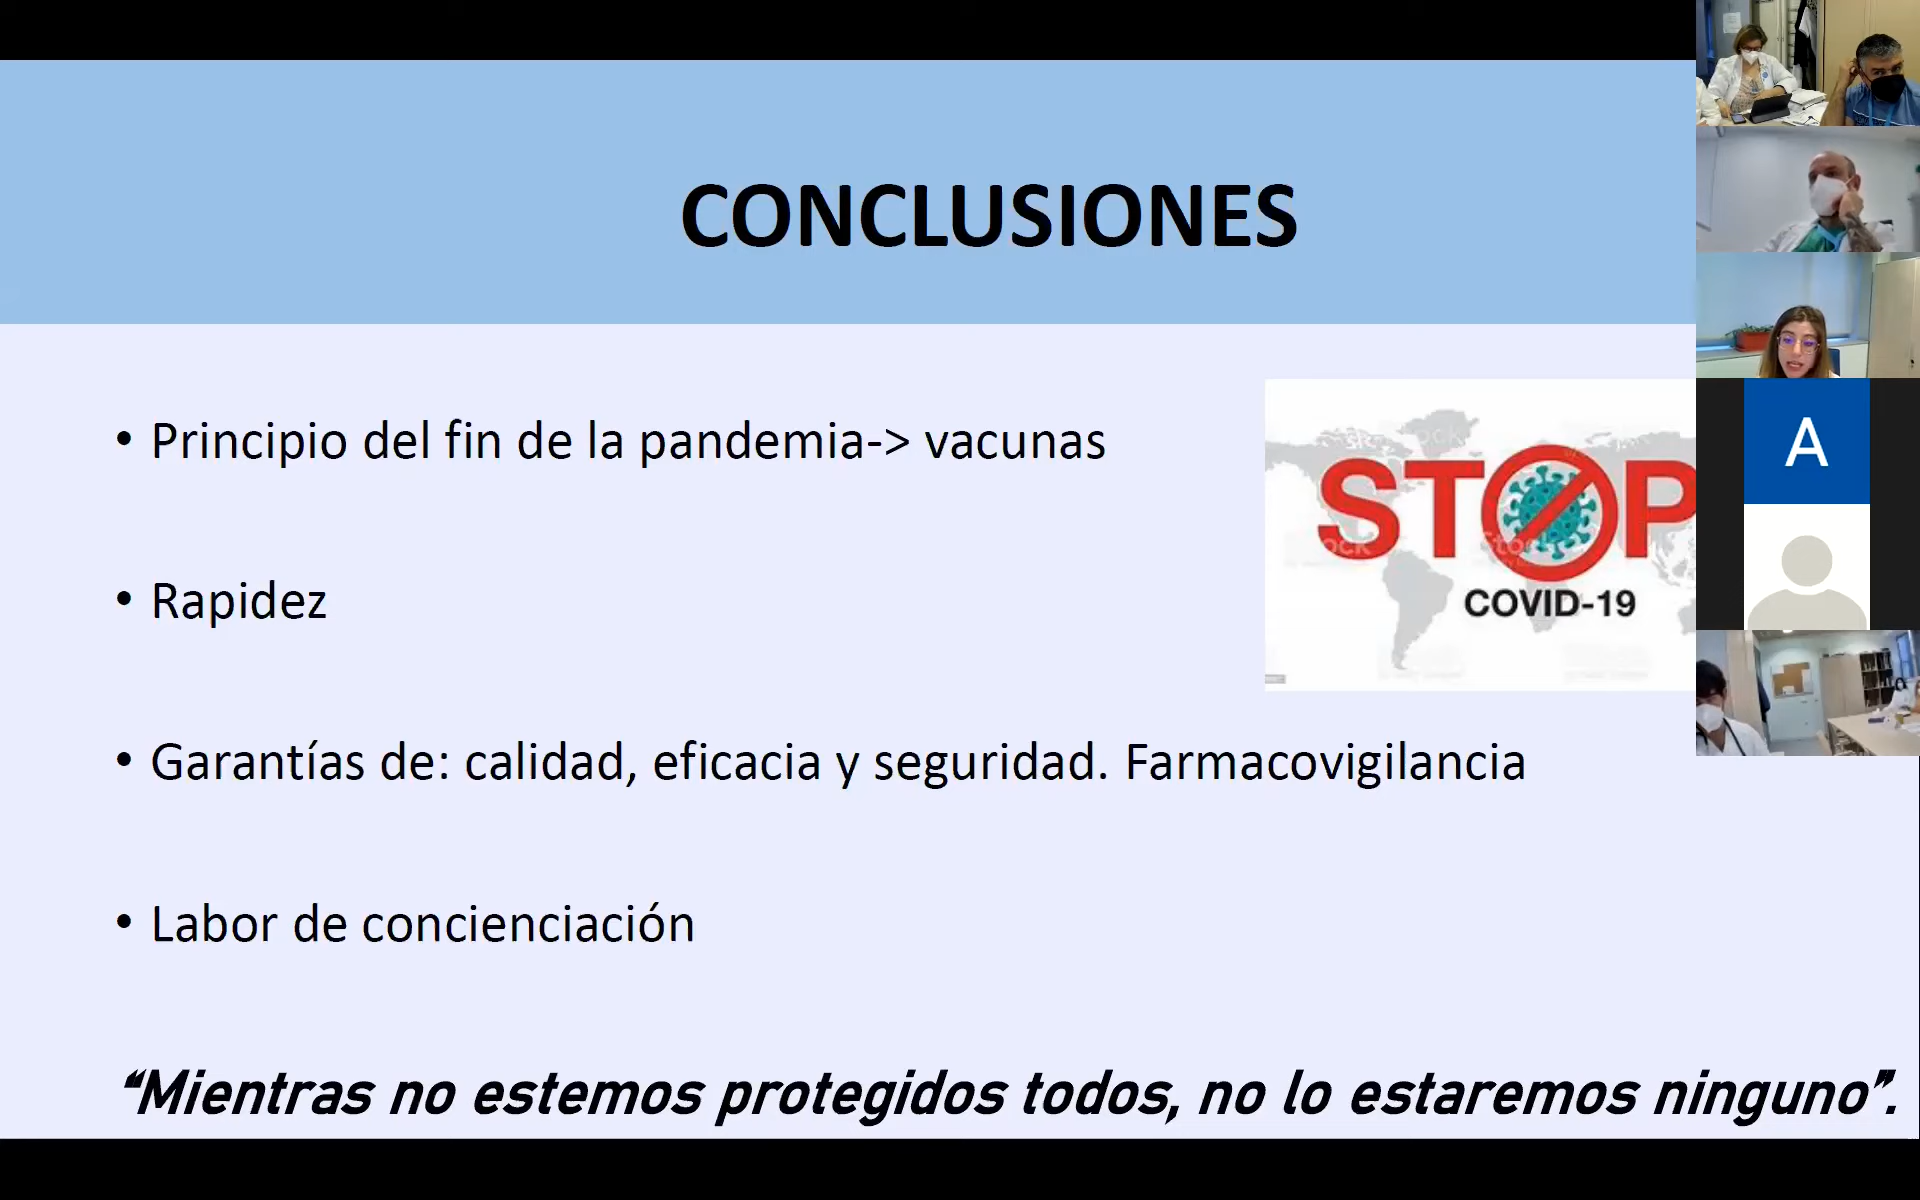 CONCLUSIONES
• Principio del fin de la pandemia-> vacunas
STOP
COVID-19
A
• Rapidez
• Garantías de: calidad, eficacia y seguridad. Farmacovigilancia
• Labor de concienciación
“Mientras no estemos protegidos todos, no lo estaremos ninguno”.